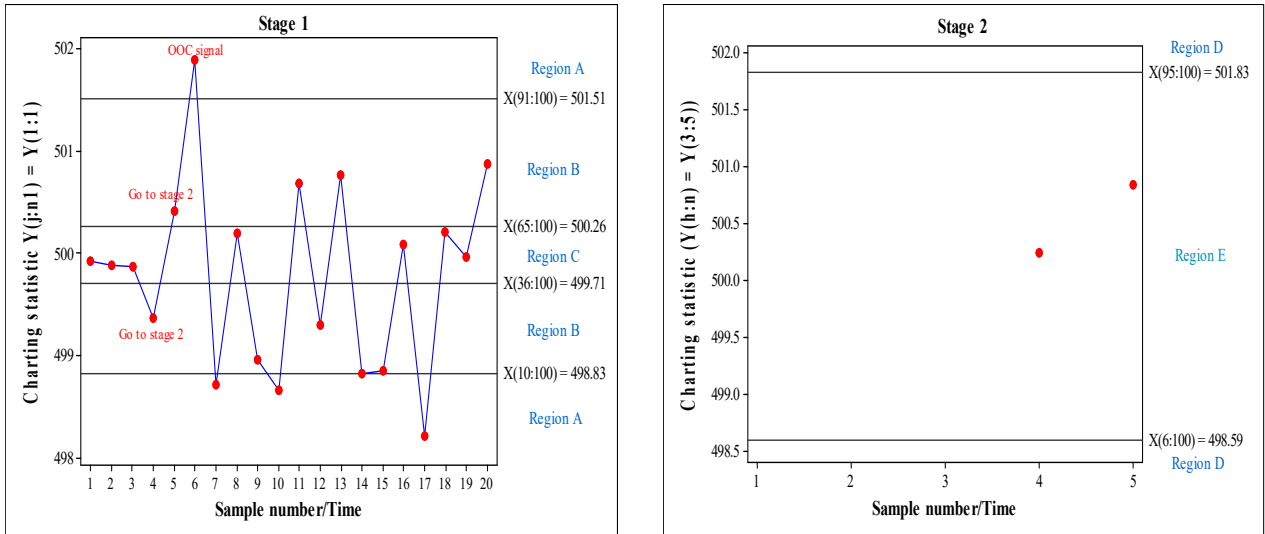 Stage 1
Charting statistic Y(j:n1) = Y(1:1)
502
501
500
499
498
OOC signal
Go to stage 2
Go to stage 2
Region A
X(91:100) = 501.51
Region B
X(65:100) = 500.26
Region C
X(36:100) = 499.71
Region B
X(10:100) = 498.83
Region A
1 2 3 4 5 6 7 8 9 10 11 12 13 14 15 16 17 18 19 20
Sample number/Time
Stage 2
Charting statistic (Y(h:n) = Y(3:5))
502.0
501.5
501.0
500.5
500.0
499.5
499.0
498.5
Region D
X(95:100) = 501.83
Region E
X(6:100) = 498.59
Region D
1 2 3 4 5
Sample number/Time